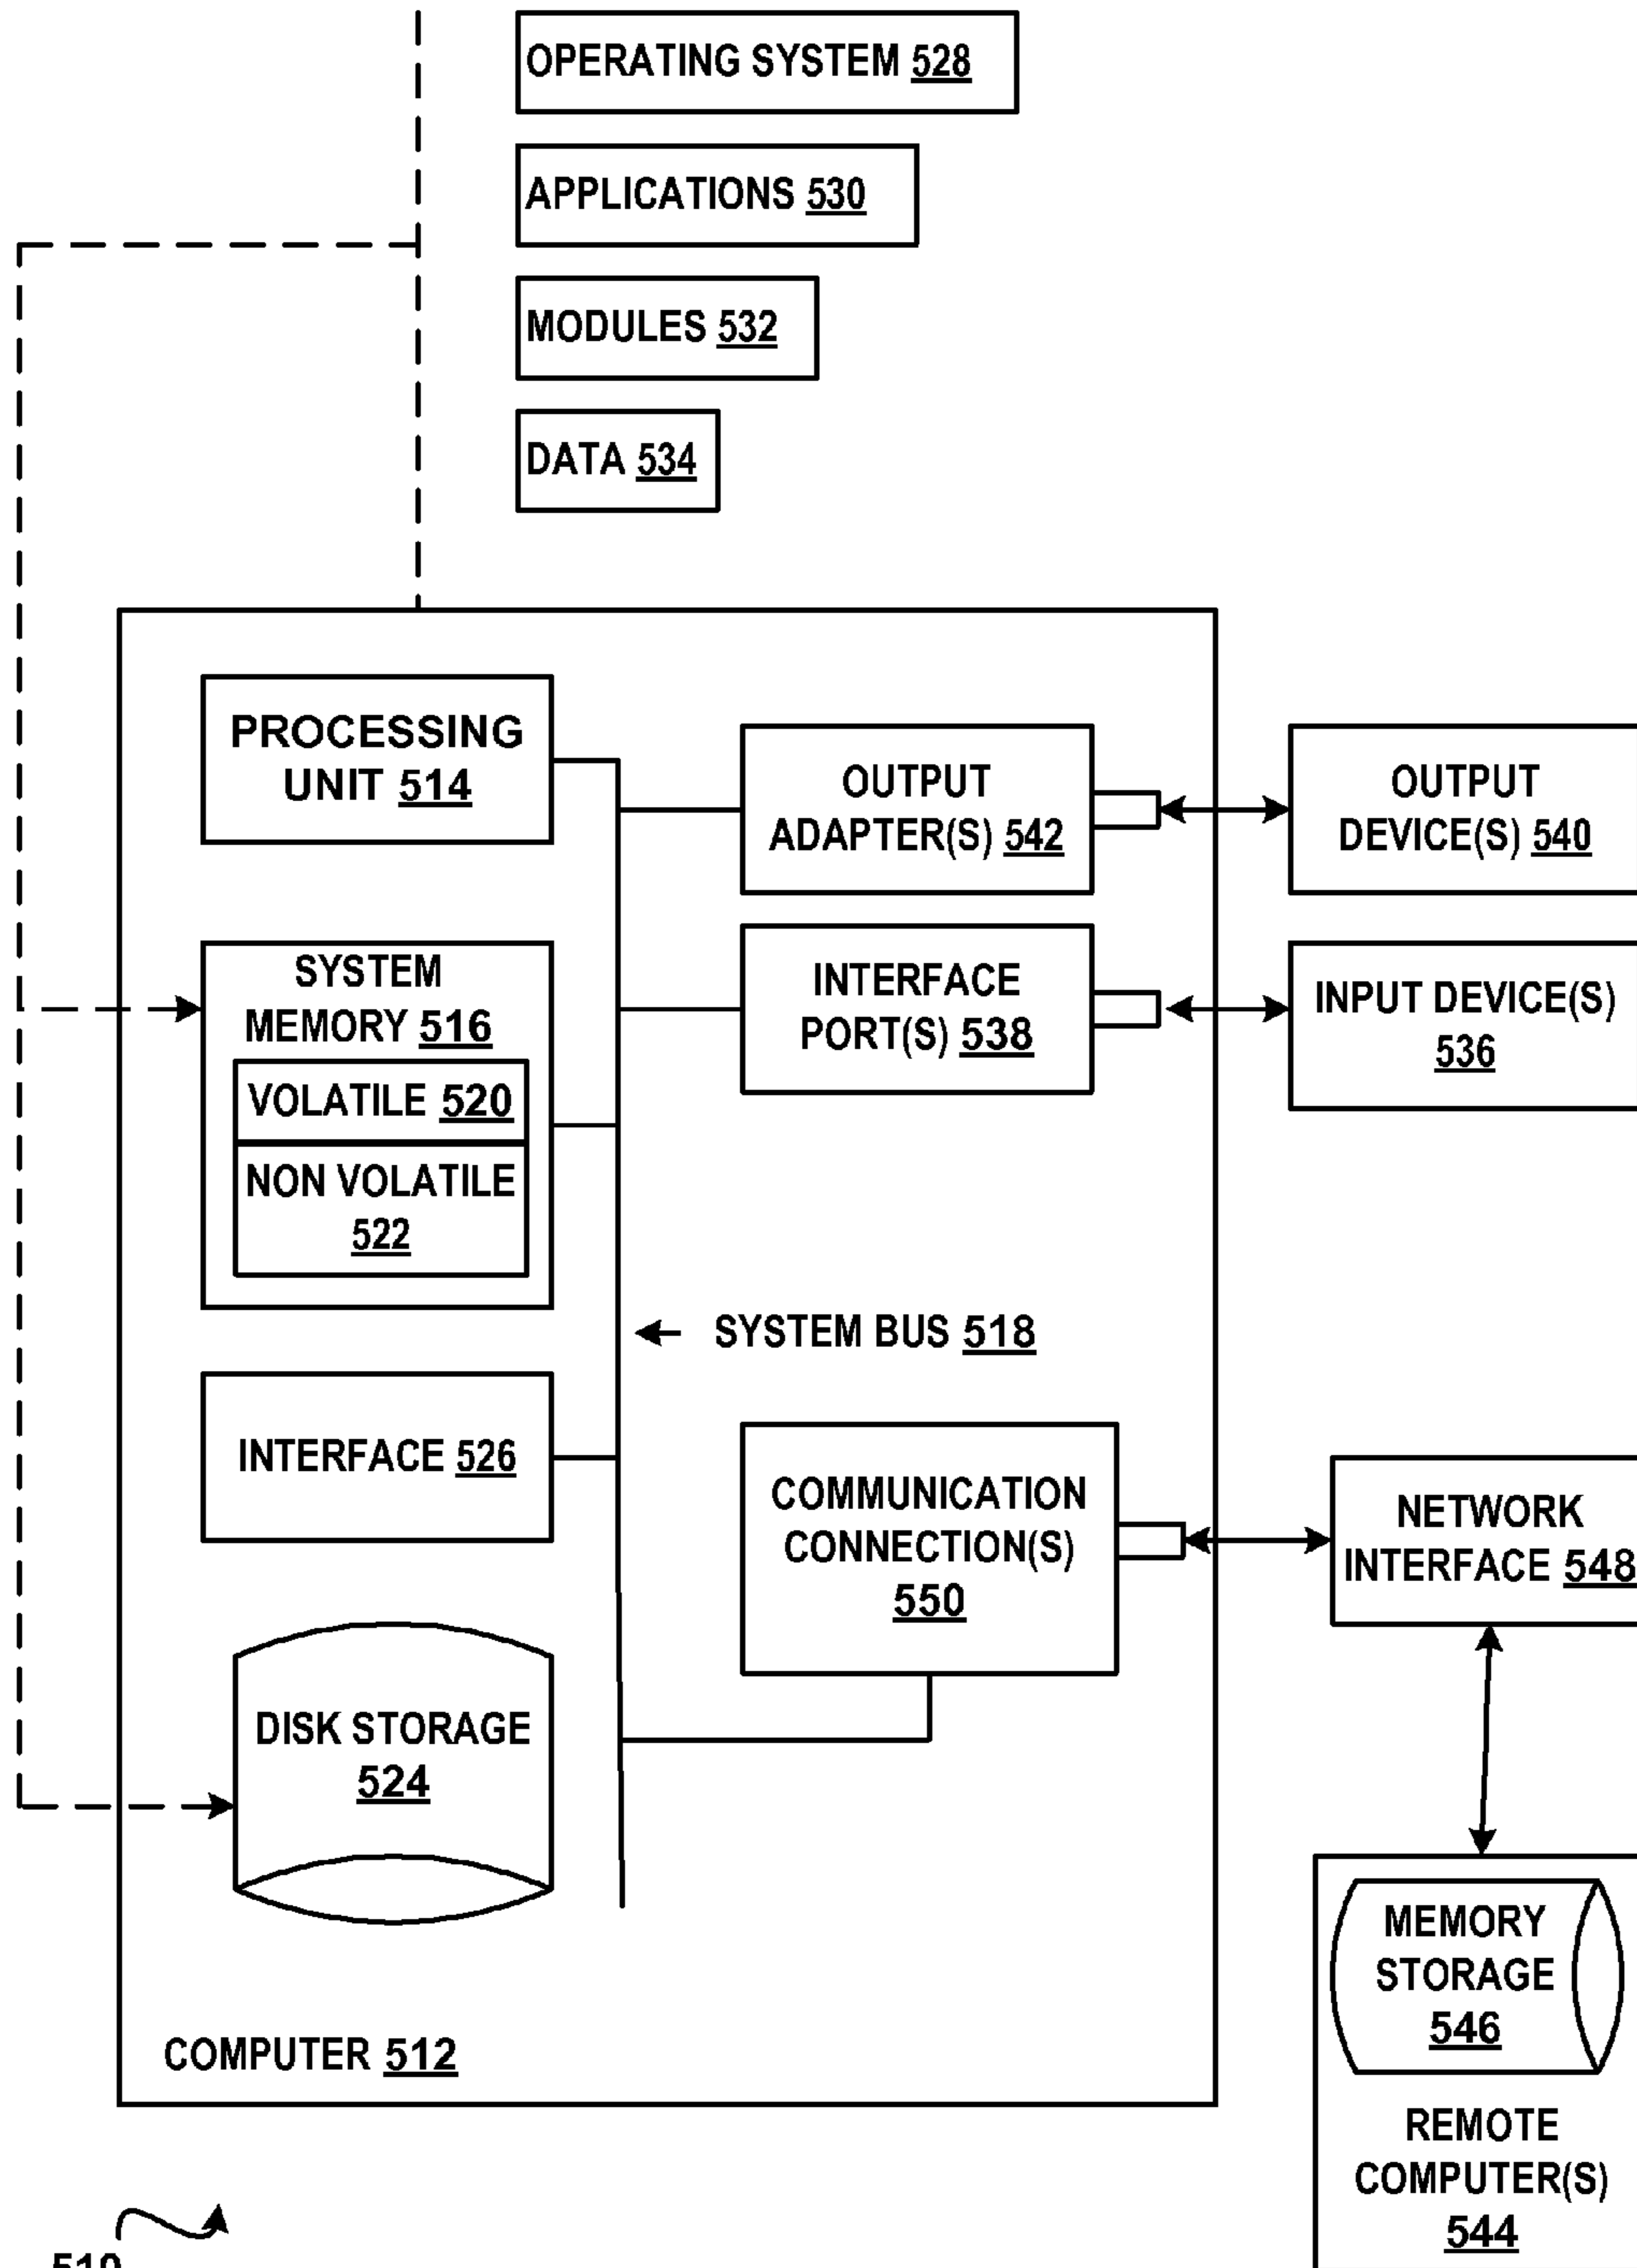 OPERATING SYSTEM 528
APPLICATIONS 530
MODULES 532
DATA 534
PROCESSING
UNIT 514
OUTPUT
ADAPTER(S) 542
OUTPUT
DEVICE(S) 540
SYSTEM
MEMORY 516
VOLATILE 520
NON VOLATILE
522
INTERFACE
PORT(S) 538
INPUT DEVICE(S)
536
SYSTEM BUS 518
INTERFACE 526
COMMUNICATION
CONNECTION(S)
550
NETWORK
INTERFACE 548
DISK STORAGE
524
MEMORY
STORAGE
546
COMPUTER 512
REMOTE
COMPUTER(S)
544